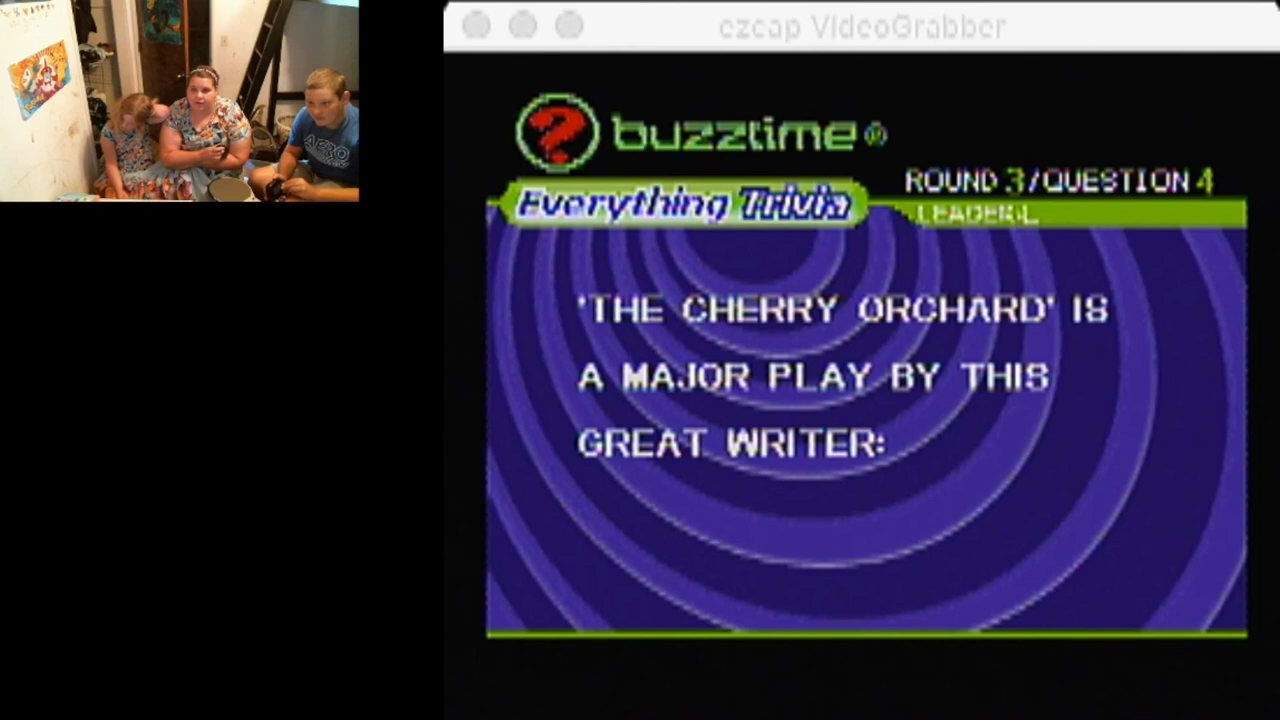 ezcap VideoGrabber
? buzztime®
ROUND 3/QUESTION 4
Everything Trivia
LEADER:L
'THE CHERRY ORCHARD' IS
A MAJOR PLAY BY THIS
GREAT WRITER:
AERO